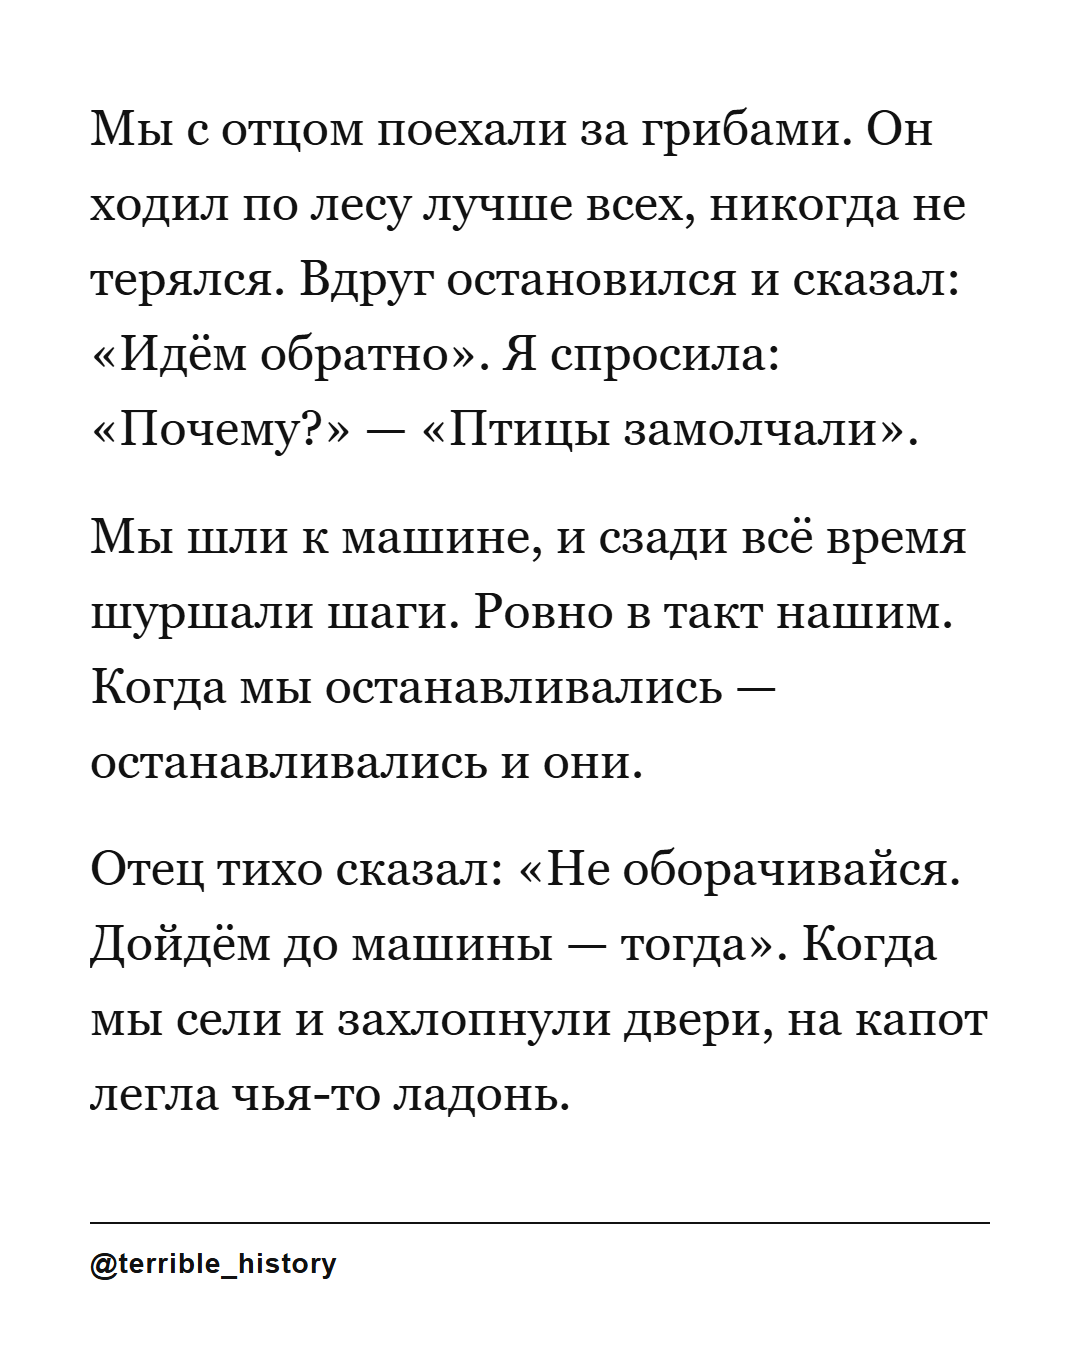 Мы с отцом поехали за грибами. Он
ходил по лесу лучше всех, никогда не
терялся. Вдруг остановился и сказал:
«Идём обратно». Я спросила:
«Почему?» — «Птицы замолчали».
Мы шли к машине, и сзади всё время
шуршали шаги. Ровно в такт нашим.
Когда мы останавливались —
останавливались и они.
Отец тихо сказал: «Не оборачивайся.
Дойдём до машины — тогда». Когда
мы сели и захлопнули двери, на капот
легла чья-то ладонь.
@terrible_history